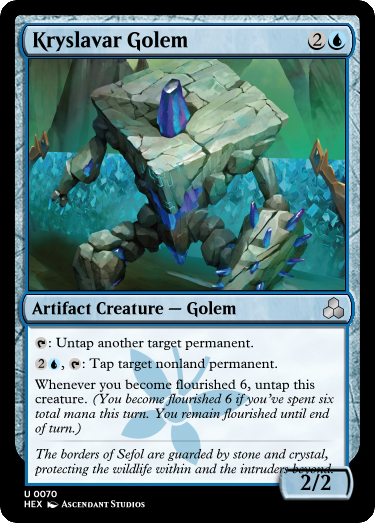 Kryslavar Golem 2
Artifact Creature — Golem
: Untap another target permanent.
2, : Tap target nonland permanent.
Whenever you become flourished 6, untap this
creature. (You become flourished 6 if you've spent six
total mana this turn. You remain flourished until end
of turn.)
The borders of Sefol are guarded by stone and crystal,
protecting the wildlife within and the intruders beyond.
2/2
U 0070
HEX Ascendant Studios